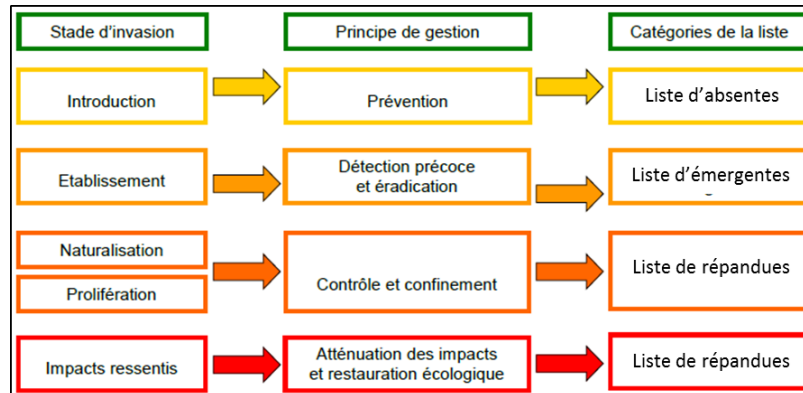 Stade d'invasion
Principe de gestion
Catégories de la liste
Introduction
Prévention
Liste d'absentes
Etablissement
Détection précoce
et éradication
Liste d'émergentes
Naturalisation
Prolifération
Contrôle et confinement
Liste de répandues
Impacts ressentis
Atténuation des impacts
et restauration écologique
Liste de répandues